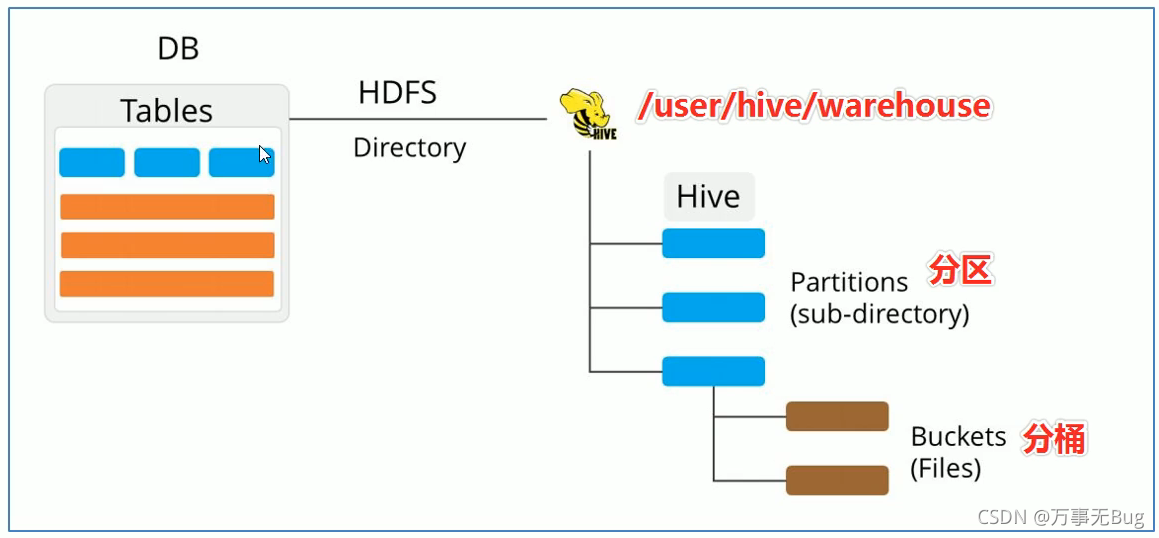 DB
Tables
HDFS
Directory
HIVE
/user/hive/warehouse
Hive
Partitions
(sub-directory)
分区
Buckets
(Files)
分桶
CSDN @万事无Bug